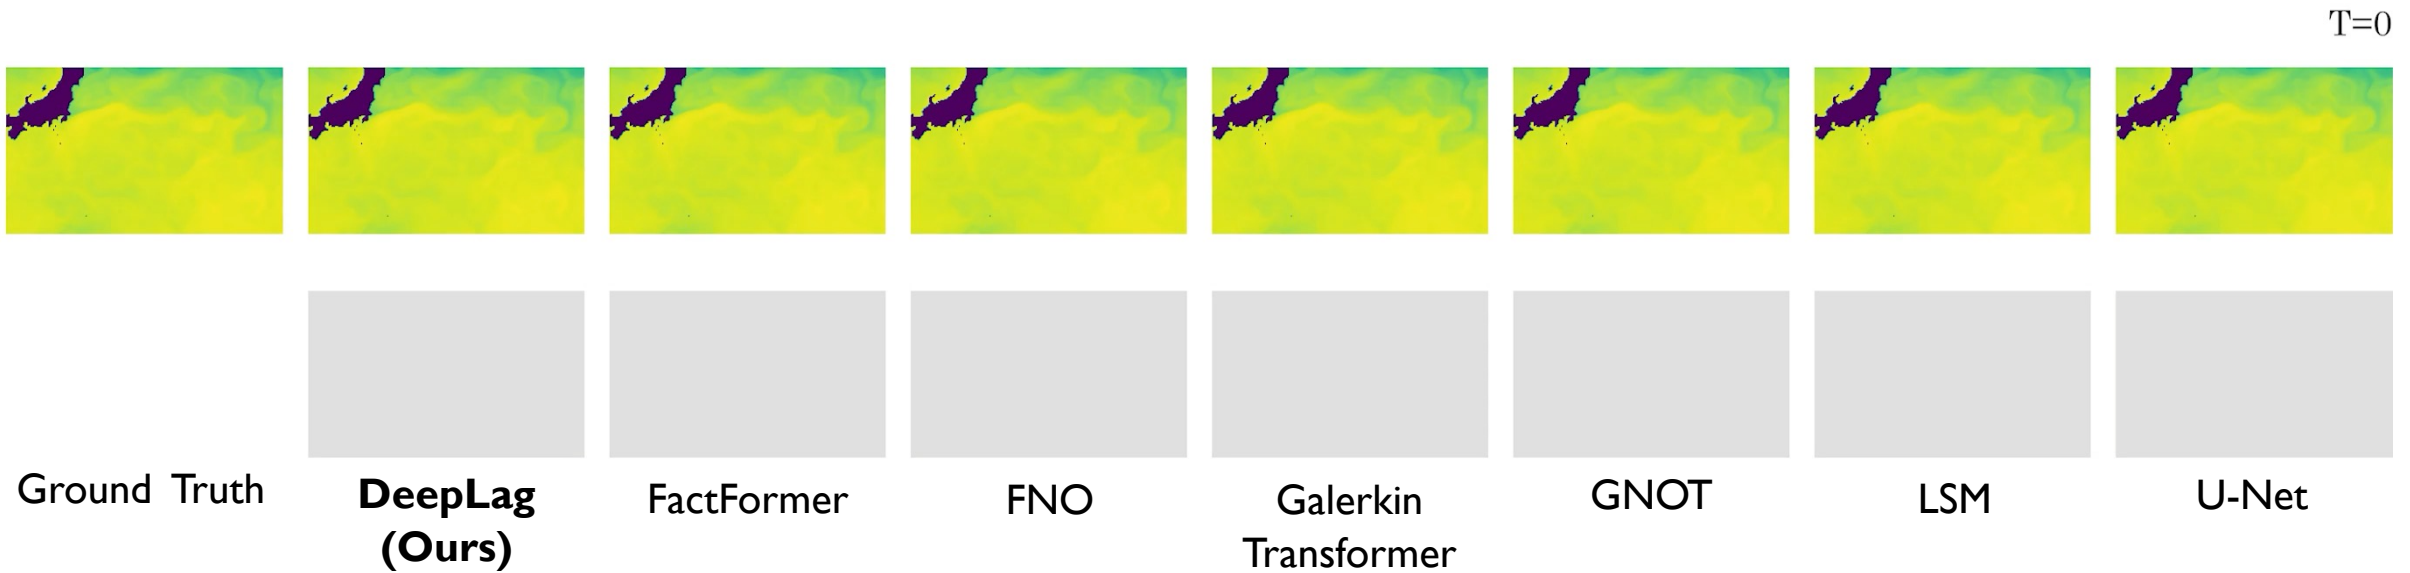 T=0
Ground Truth
DeepLag
(Ours)
FactFormer
FNO
Galerkin
Transformer
GNOT
LSM
U-Net